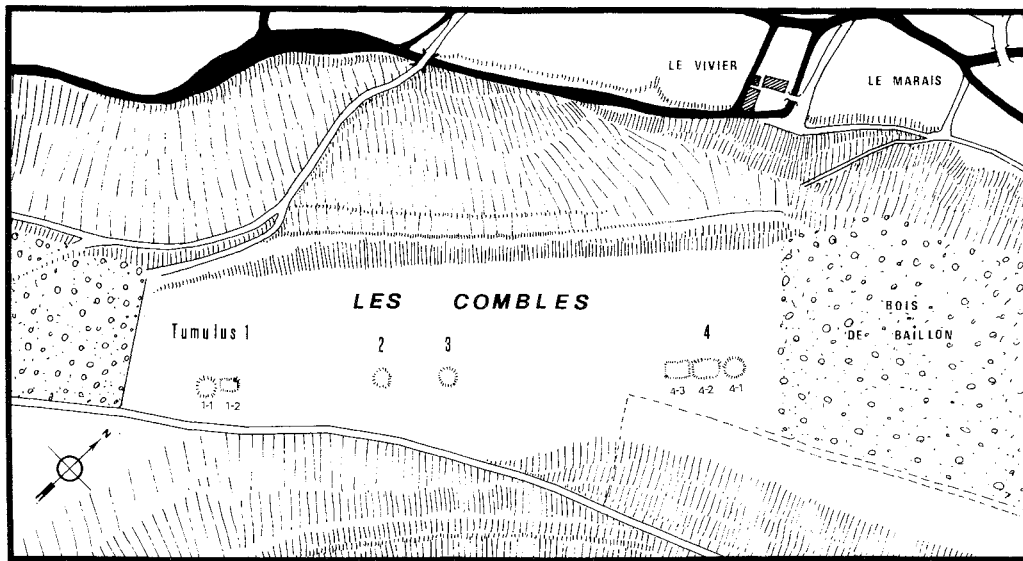 LE VIVIER
LE MARAIS
LES COMBLES
BOIS
DE BAILLON
Tumulus 1
2
3
4
1-1
1-2
4-3
4-2
4-1
N